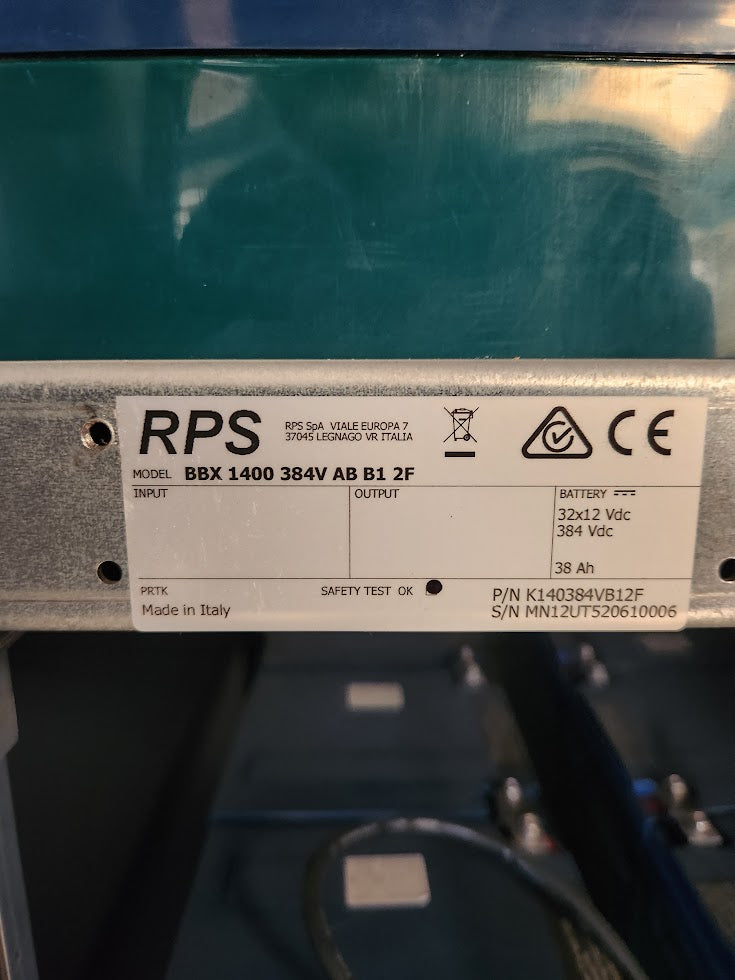 RPS
RPS SpA VIALE EUROPA 7
37045 LEGNAGO VR ITALIA
CE
MODEL BBX 1400 384V AB B1 2F
INPUT
OUTPUT
BATTERY
32x12 Vdc
384 Vdc
38 Ah
PRTK
SAFETY TEST OK
Made in Italy
P/N K140384VB12F
S/N MN12UT520610006